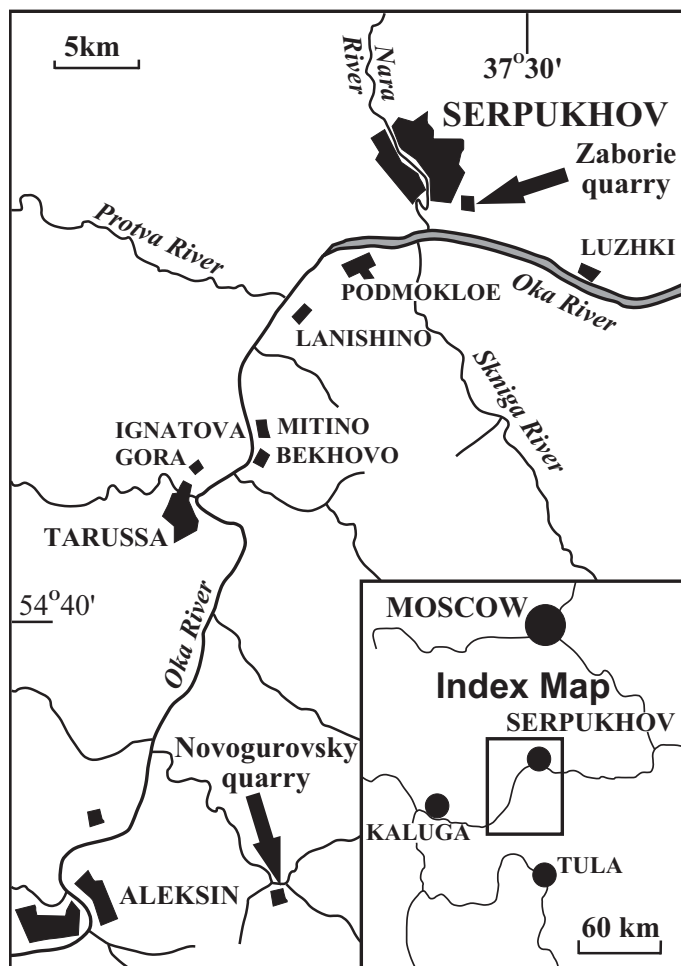 5km
Nara
River
37°30'
SERPUKHOV
Zaborie
quarry
Protva River
LUZHKI
PODMOKLOE
Oka River
LANISHINO
Skniga River
IGNATOVA
GORA
MITINO
BEKHOVO
TARUSSA
54°40'
Oka River
MOSCOW
Index Map
SERPUKHOV
Novogurovsky
quarry
KALUGA
TULA
ALEKSIN
60 km